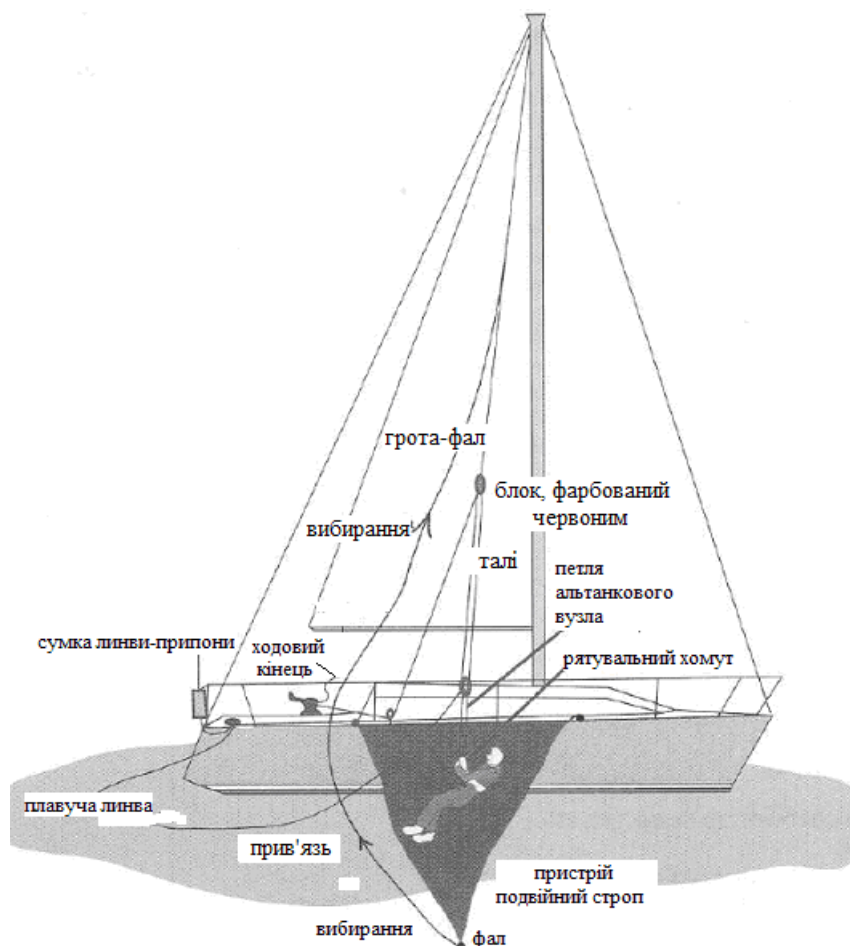 грота-фал
блок, фарбований
червоним
вибирання
талі
петля
альтанкового
вузла
сумка линви-припони
ходовий
кінець
рятувальний хомут
плавуча линва
прив'язь
пристрій
подвійний строп
вибирання
фал